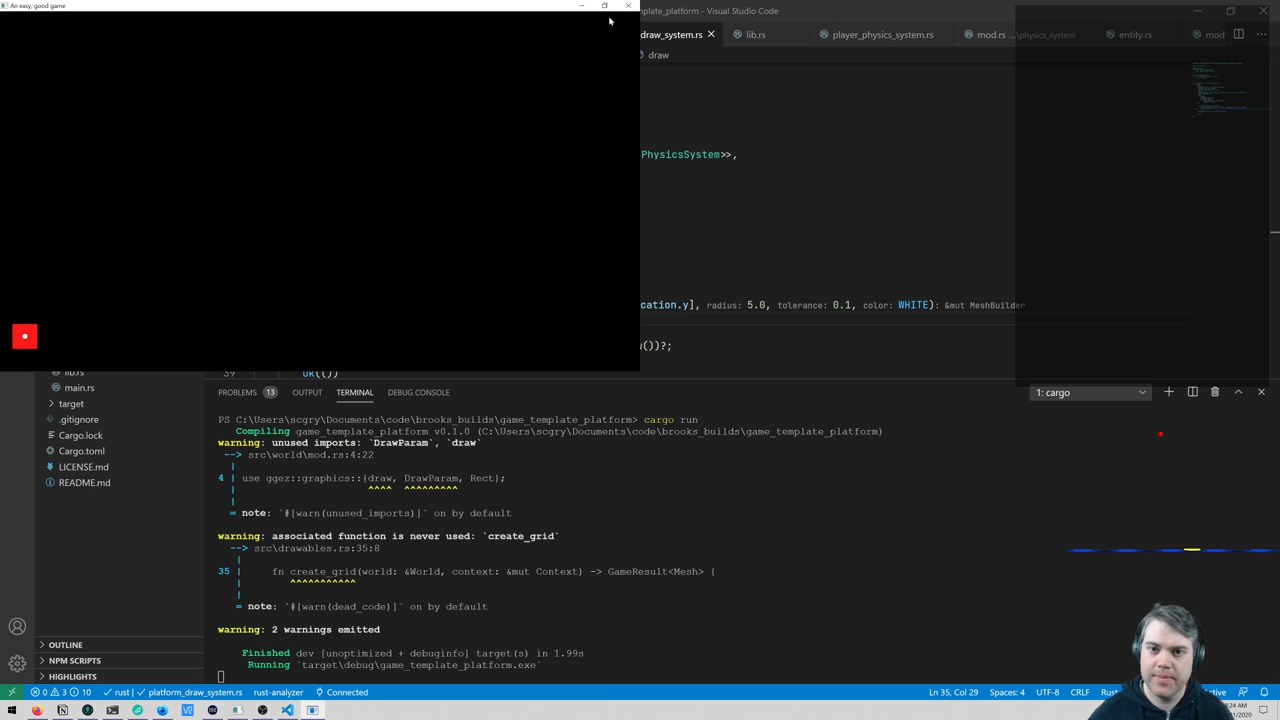 An easy, good game
template_platform - Visual Studio Code
draw_system.rs
lib.rs
player_physics_system.rs
mod.rs ...\physics_system
entity.rs
mod
draw
PhysicsSystem>>,
cation.y], radius: 5.0, tolerance: 0.1, color: WHITE): &mut MeshBuilder
())?;
39
main.rs
target
.gitignore
Cargo.lock
Cargo.toml
LICENSE.md
README.md
OUTLINE
NPM SCRIPTS
HIGHLIGHTS
PROBLEMS 13 OUTPUT TERMINAL DEBUG CONSOLE
1: cargo
PS C:\Users\scgry\Documents\code\brooks_builds\game_template_platform> cargo run
Compiling game_template_platform v0.1.0 (C:\Users\scgry\Documents\code\brooks_builds\game_template_platform)
warning: unused imports: `DrawParam`, `draw`
--> src\world\mod.rs:4:22
|
4 | use ggez::graphics::{draw, DrawParam, Rect};
| ^^^^ ^^^^^^^^^
|
= note: `#[warn(unused_imports)]` on by default
warning: associated function is never used: `create_grid`
--> src\drawables.rs:35:8
|
35 | fn create_grid(world: &World, context: &mut Context) -> GameResult<Mesh> {
| ^^^^^^^^^^^
|
= note: `#[warn(dead_code)]` on by default
warning: 2 warnings emitted
Finished dev [unoptimized + debuginfo] target(s) in 1.99s
Running `target\debug\game_template_platform.exe`
0 3 10 rust platform_draw_system.rs rust-analyzer Connected
Ln 35, Col 29 Spaces: 4 UTF-8 CRLF